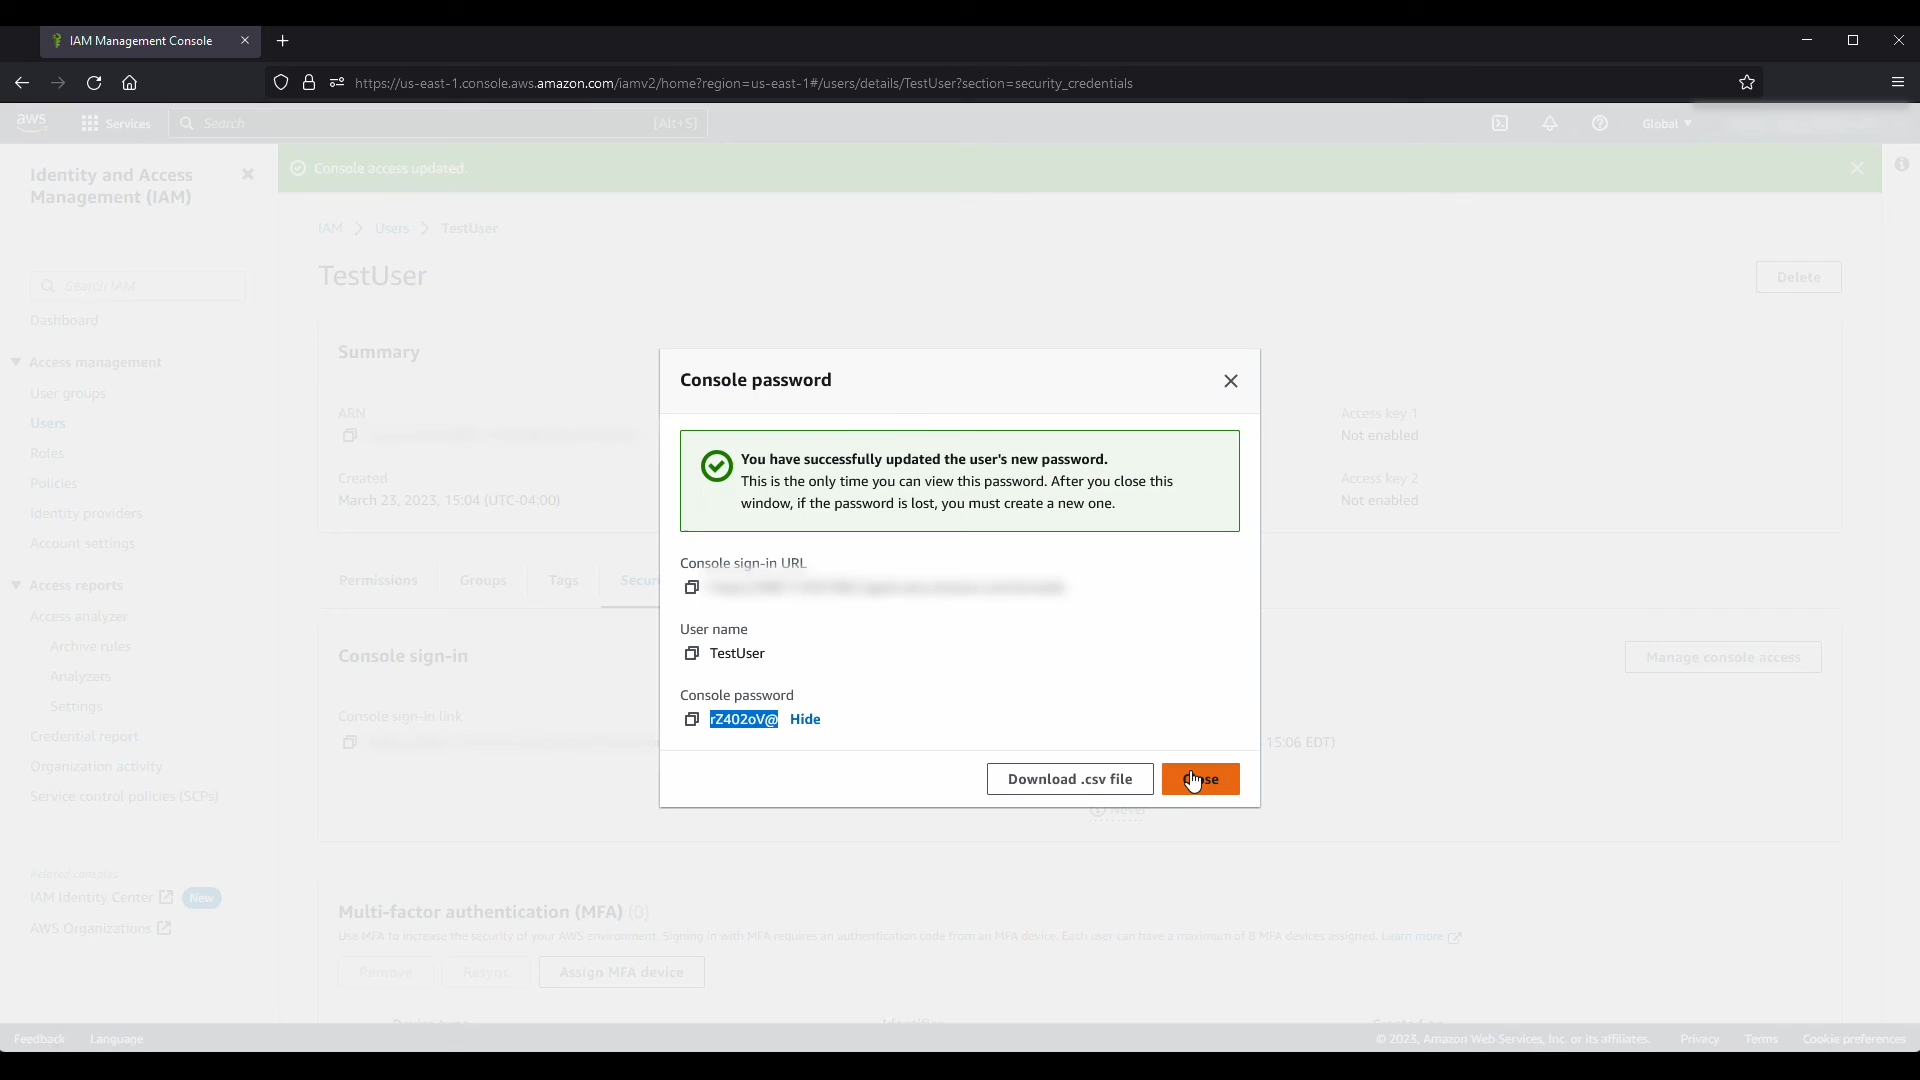 IAM Management Console
https://us-east-1.console.aws.amazon.com/iamv2/home?region=us-east-1#/users/details/TestUser?section=security_credentials
aws
Services
Search
[Alt+S]
Global
Identity and Access
Management (IAM)
Search IAM
Dashboard
Access management
User groups
Users
Roles
Policies
Identity providers
Account settings
Access reports
Access analyzer
Archive rules
Analyzers
Settings
Credential report
Organization activity
Service control policies (SCPs)
Related consoles
IAM Identity Center
New
AWS Organizations
Console access updated.
IAM > Users > TestUser
TestUser
Delete
Summary
ARN
Created
March 23, 2023, 15:04 (UTC-04:00)
Access key 1
Not enabled
Access key 2
Not enabled
Permissions
Groups
Tags
Console sign-in
Manage console access
Console sign-in link
15:06 EDT)
Never
Console password
You have successfully updated the user's new password.
This is the only time you can view this password. After you close this
window, if the password is lost, you must create a new one.
Console sign-in URL
User name
TestUser
Console password
rZ402oV@ Hide
Download .csv file
Close
Multi-factor authentication (MFA) (0)
Use MFA to increase the security of your AWS environment. Signing in with MFA requires an authentication code from an MFA device. Each user can have a maximum of 8 MFA devices assigned. Learn more
Remove
Resync
Assign MFA device
Feedback
Language
© 2023, Amazon Web Services, Inc. or its affiliates.
Privacy
Terms
Cookie preferences